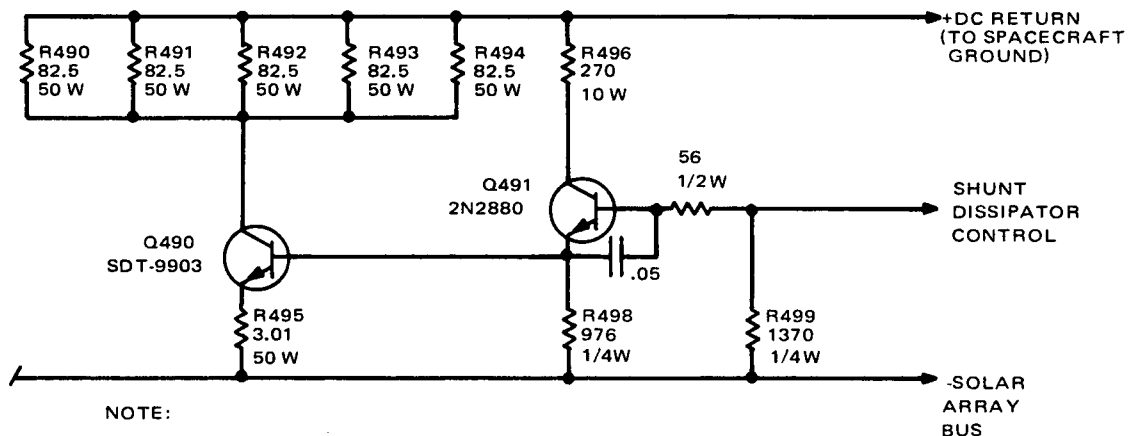 R490
82.5
50 W
R491
82.5
50 W
R492
82.5
50 W
R493
82.5
50 W
R494
82.5
50 W
R496
270
10 W
+DC RETURN
(TO SPACECRAFT
GROUND)
Q491
2N2880
56
1/2W
SHUNT
DISSIPATOR
CONTROL
Q490
SDT-9903
.05
R495
3.01
50 W
R498
976
1/4W
R499
1370
1/4W
-SOLAR
ARRAY
BUS
NOTE: